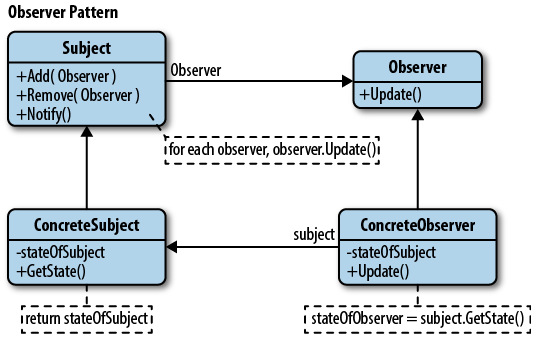 Observer Pattern
Subject
+Add( Observer )
+Remove( Observer )
+Notify()
Observer
Observer
+Update()
for each observer, observer.Update()
ConcreteSubject
-stateOfSubject
+GetState()
subject
ConcreteObserver
-stateOfSubject
+Update()
return stateOfSubject
stateOfObserver = subject.GetState()